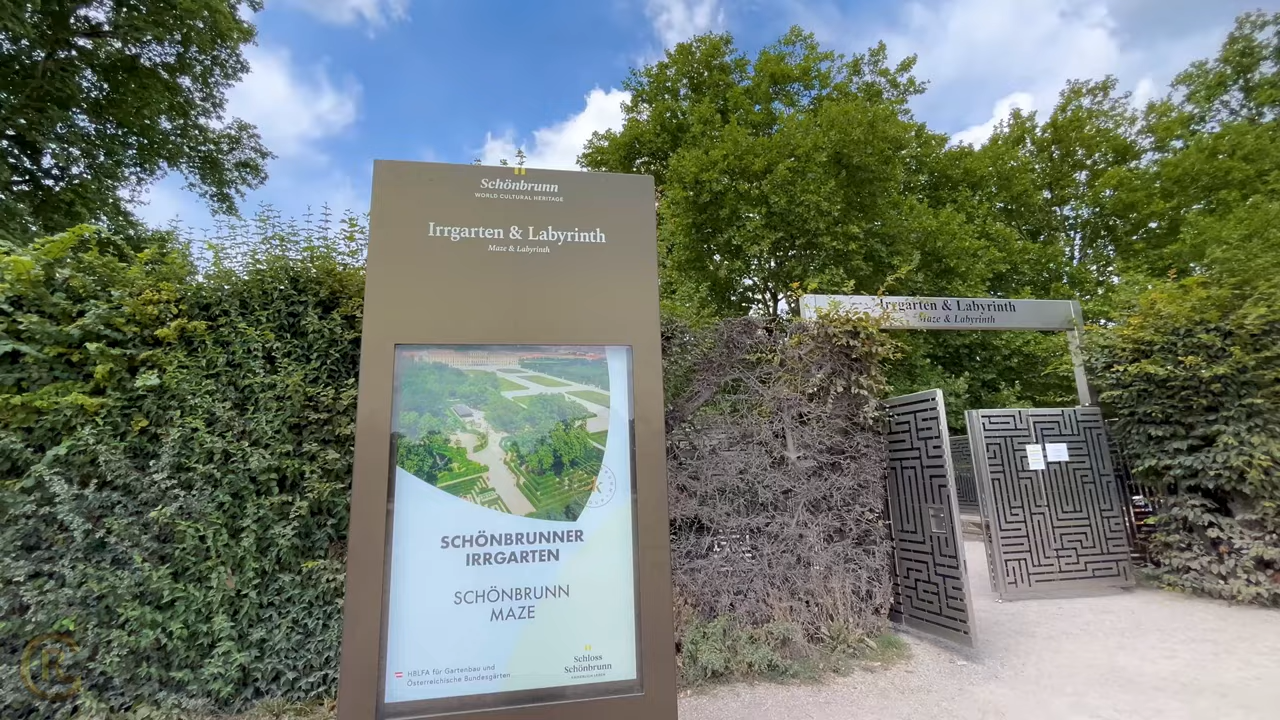 Schönbrunn
WORLD CULTURAL HERITAGE
Irrgarten & Labyrinth
Maze & Labyrinth
SCHÖNBRUNNER
IRRGARTEN
SCHÖNBRUNN
MAZE
HBLFA für Gartenbau und
Österreichische Bundesgärten
Schloss
Schönbrunn
Irrgarten & Labyrinth
Maze & Labyrinth